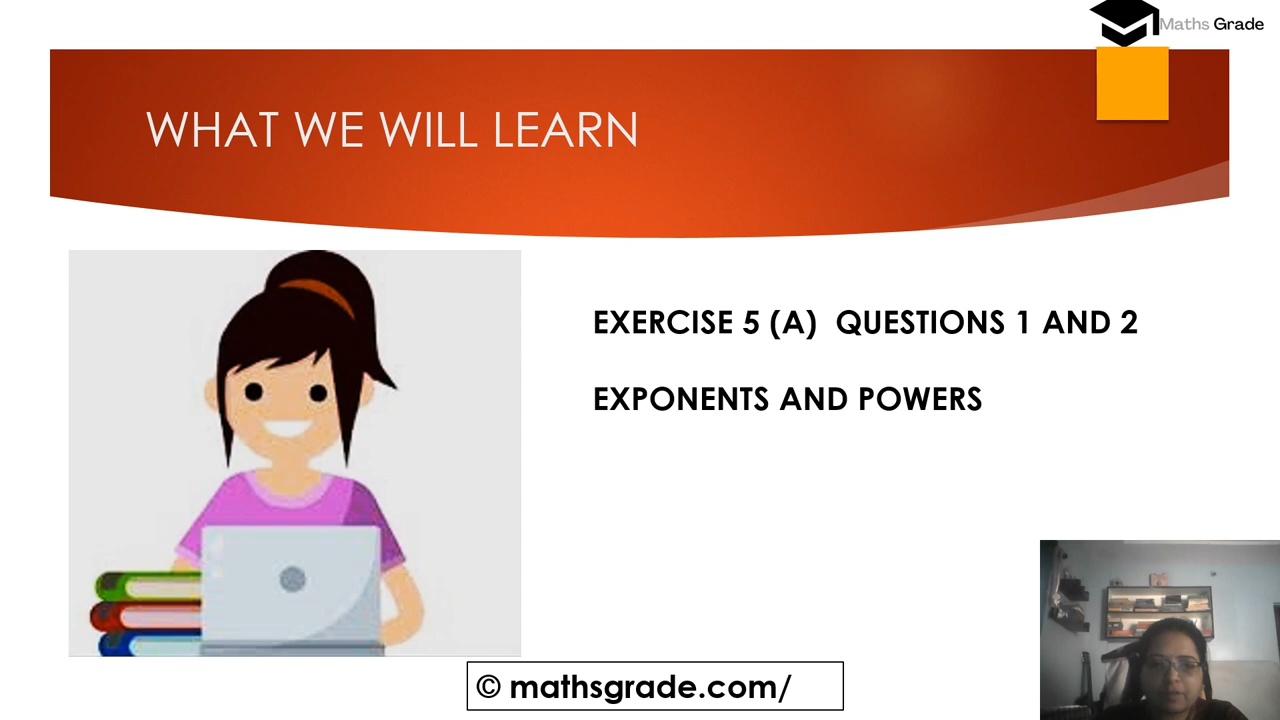 Maths Grade
WHAT WE WILL LEARN
EXERCISE 5 (A) QUESTIONS 1 AND 2
EXPONENTS AND POWERS
© mathsgrade.com/